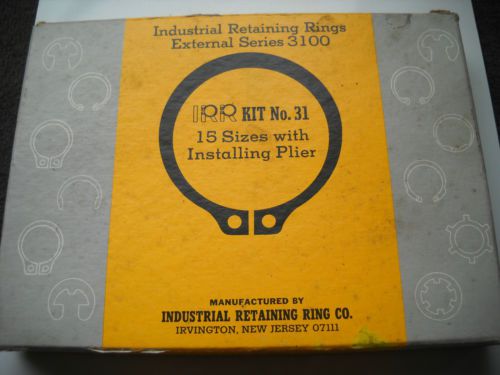 Industrial Retaining Rings
External Series 3100
IRR KIT No. 31
15 Sizes with
Installing Plier
MANUFACTURED BY
INDUSTRIAL RETAINING RING CO.
IRVINGTON, NEW JERSEY 07111